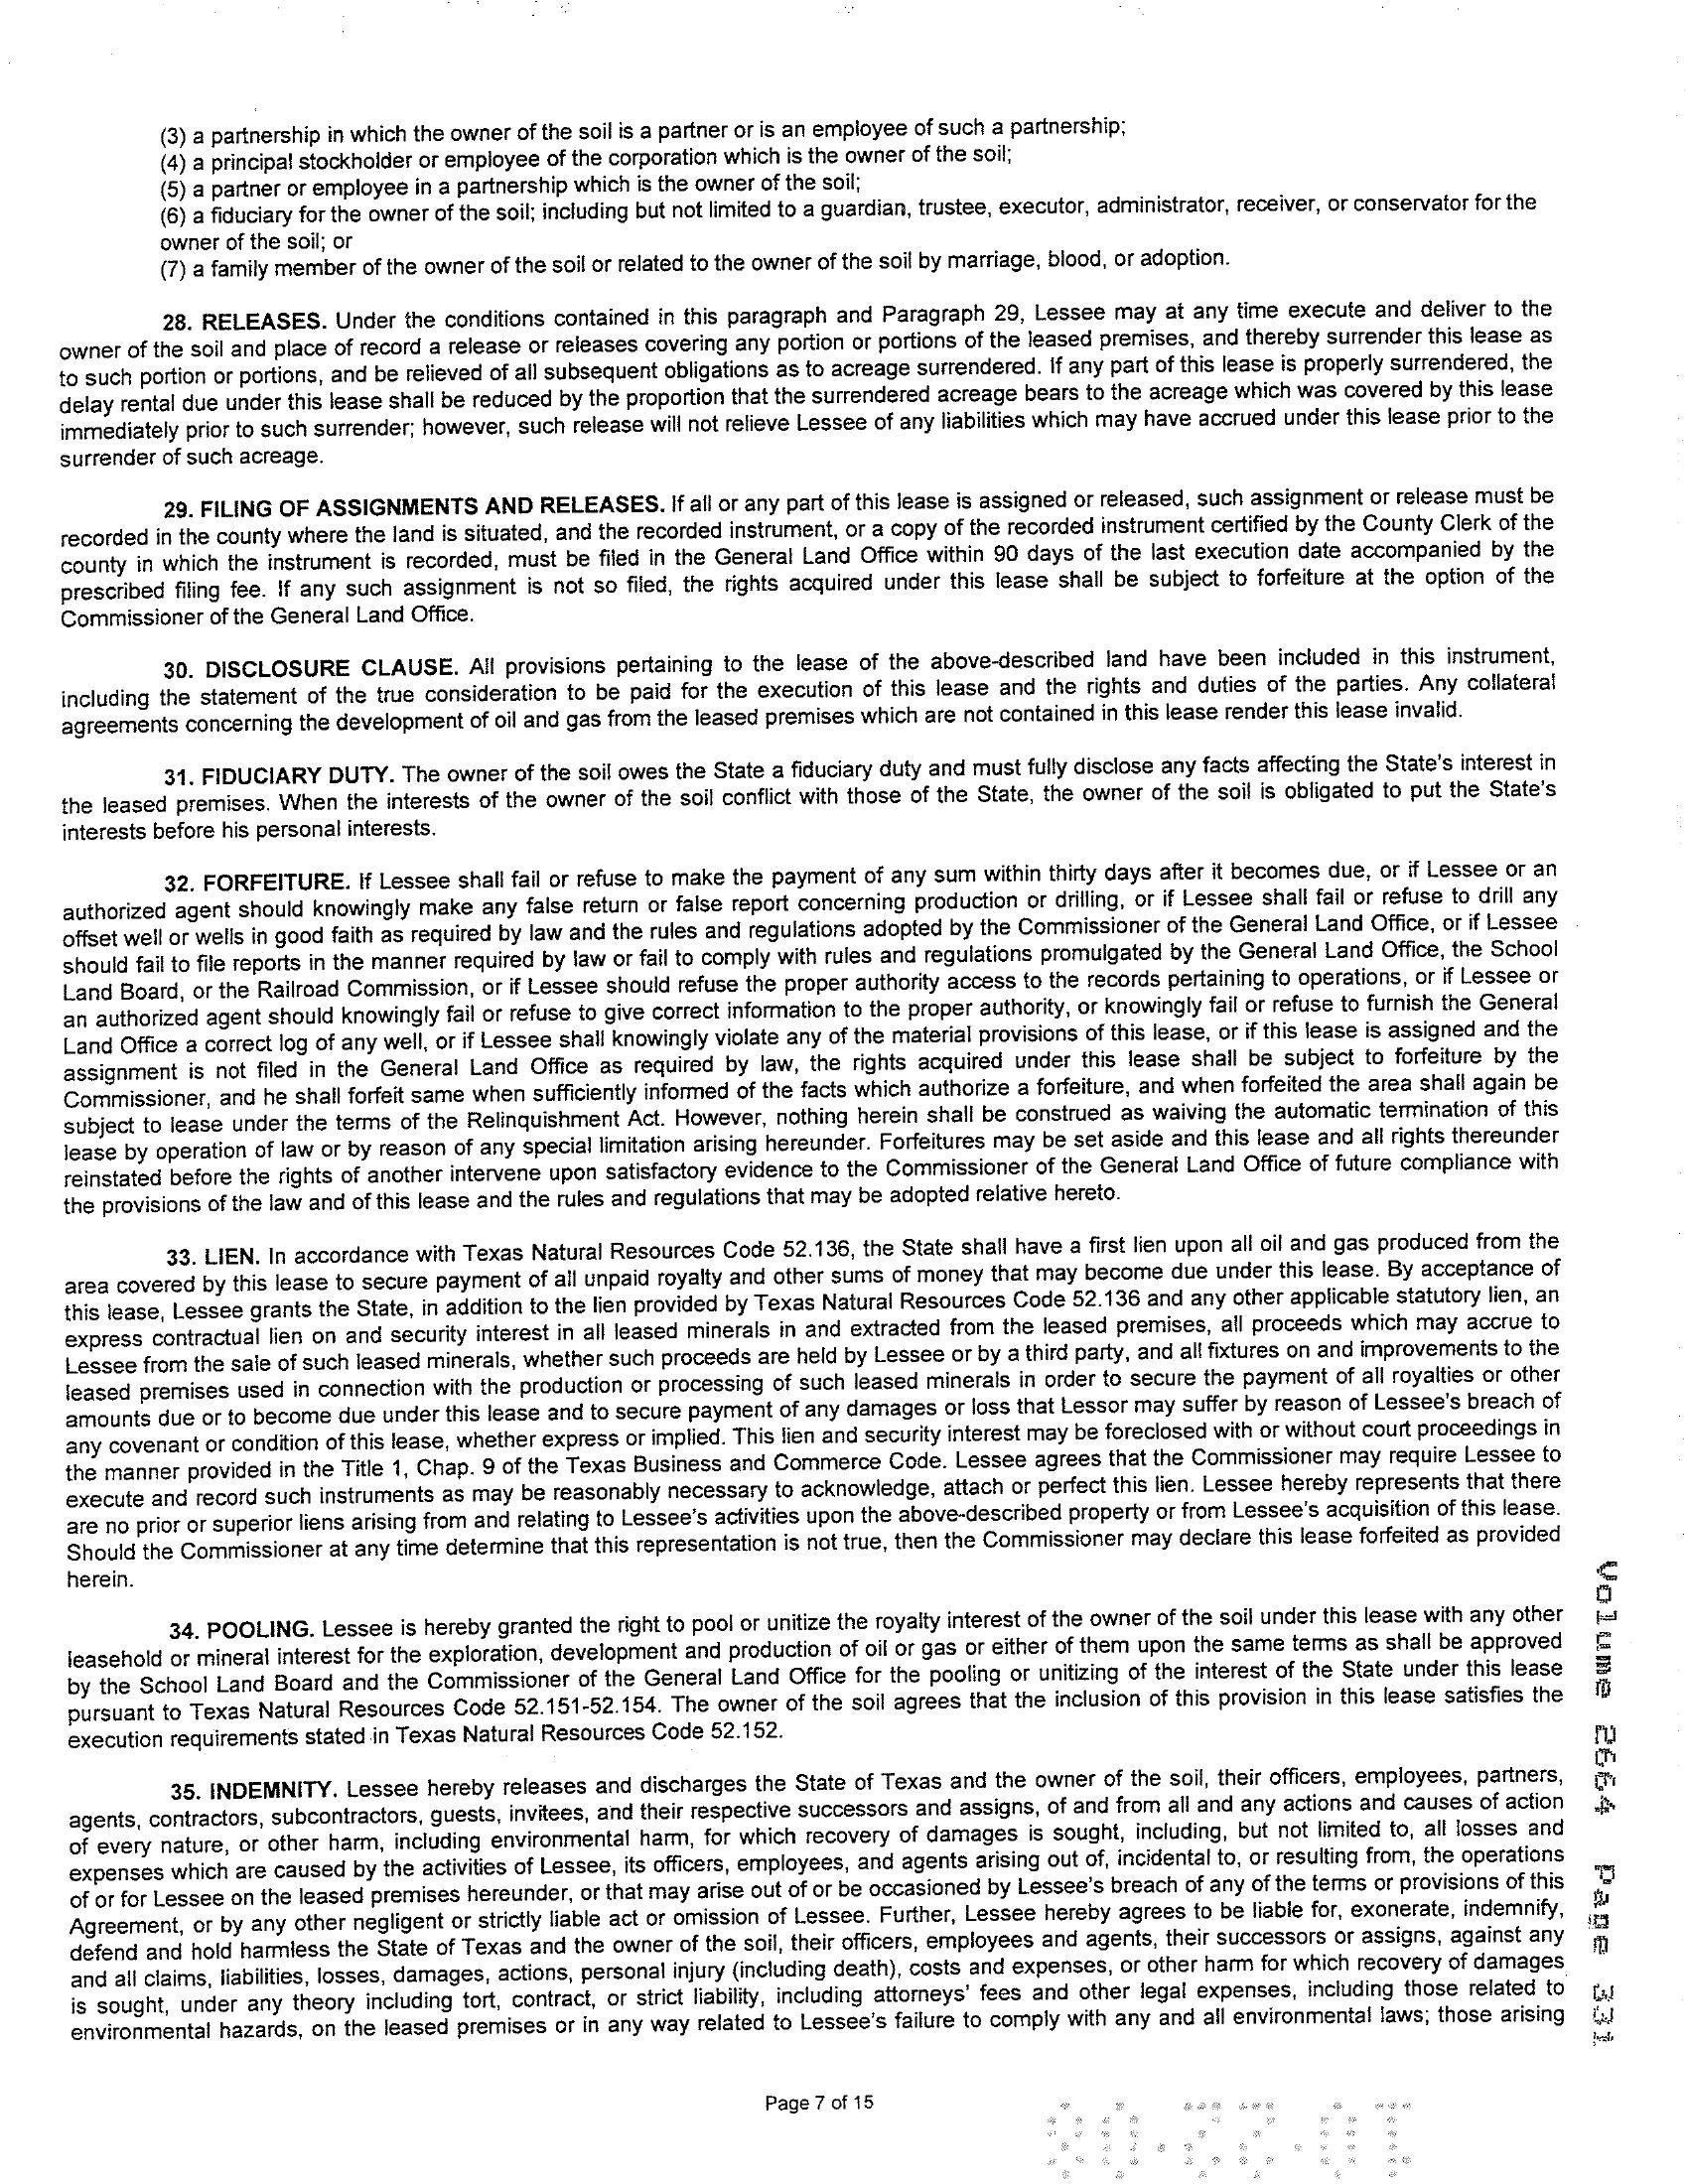 (3) a partnership in which the owner of the soil is a partner or is an employee of such a partnership;
(4) a principal stockholder or employee of the corporation which is the owner of the soil;
(5) a partner or employee in a partnership which is the owner of the soil;
(6) a fiduciary for the owner of the soil; including but not limited to a guardian, trustee, executor, administrator, receiver, or conservator for the
owner of the soil; or
(7) a family member of the owner of the soil or related to the owner of the soil by marriage, blood, or adoption.
28. RELEASES. Under the conditions contained in this paragraph and Paragraph 29, Lessee may at any time execute and deliver to the
owner of the soil and place of record a release or releases covering any portion or portions of the leased premises, and thereby surrender this lease as
to such portion or portions, and be relieved of all subsequent obligations as to acreage surrendered. If any part of this lease is properly surrendered, the
delay rental due under this lease shall be reduced by the proportion that the surrendered acreage bears to the acreage which was covered by this lease
immediately prior to such surrender; however, such release will not relieve Lessee of any liabilities which may have accrued under this lease prior to the
surrender of such acreage.
29. FILING OF ASSIGNMENTS AND RELEASES. If all or any part of this lease is assigned or released, such assignment or release must be
recorded in the county where the land is situated, and the recorded instrument, or a copy of the recorded instrument certified by the County Clerk of the
county in which the instrument is recorded, must be filed in the General Land Office within 90 days of the last execution date accompanied by the
prescribed filing fee. If any such assignment is not so filed, the rights acquired under this lease shall be subject to forfeiture at the option of the
Commissioner of the General Land Office.
30. DISCLOSURE CLAUSE. All provisions pertaining to the lease of the above-described land have been included in this instrument,
including the statement of the true consideration to be paid for the execution of this lease and the rights and duties of the parties. Any collateral
agreements concerning the development of oil and gas from the leased premises which are not contained in this lease render this lease invalid.
31. FIDUCIARY DUTY. The owner of the soil owes the State a fiduciary duty and must fully disclose any facts affecting the State's interest in
the leased premises. When the interests of the owner of the soil conflict with those of the State, the owner of the soil is obligated to put the State's
interests before his personal interests.
32. FORFEITURE. If Lessee shall fail or refuse to make the payment of any sum within thirty days after it becomes due, or if Lessee or an
authorized agent should knowingly make any false return or false report concerning production or drilling, or if Lessee shall fail or refuse to drill any
offset well or wells in good faith as required by law and the rules and regulations adopted by the Commissioner of the General Land Office, or if Lessee
should fail to file reports in the manner required by law or fail to comply with rules and regulations promulgated by the General Land Office, the School
Land Board, or the Railroad Commission, or if Lessee should refuse the proper authority access to the records pertaining to operations, or if Lessee or
an authorized agent should knowingly fail or refuse to give correct information to the proper authority, or knowingly fail or refuse to furnish the General
Land Office a correct log of any well, or if Lessee shall knowingly violate any of the material provisions of this lease, or if this lease is assigned and the
assignment is not filed in the General Land Office as required by law, the rights acquired under this lease shall be subject to forfeiture by the
Commissioner, and he shall forfeit same when sufficiently informed of the facts which authorize a forfeiture, and when forfeited the area shall again be
subject to lease under the terms of the Relinquishment Act. However, nothing herein shall be construed as waiving the automatic termination of this
lease by operation of law or by reason of any special limitation arising hereunder. Forfeitures may be set aside and this lease and all rights thereunder
reinstated before the rights of another intervene upon satisfactory evidence to the Commissioner of the General Land Office of future compliance with
the provisions of the law and of this lease and the rules and regulations that may be adopted relative hereto.
33. LIEN. In accordance with Texas Natural Resources Code 52.136, the State shall have a first lien upon all oil and gas produced from the
area covered by this lease to secure payment of all unpaid royalty and other sums of money that may become due under this lease. By acceptance of
this lease, Lessee grants the State, in addition to the lien provided by Texas Natural Resources Code 52.136 and any other applicable statutory lien, an
express contractual lien on and security interest in all leased minerals in and extracted from the leased premises, all proceeds which may accrue to
Lessee from the sale of such leased minerals, whether such proceeds are held by Lessee or by a third party, and all fixtures on and improvements to the
leased premises used in connection with the production or processing of such leased minerals in order to secure the payment of all royalties or other
amounts due or to become due under this lease and to secure payment of any damages or loss that Lessor may suffer by reason of Lessee's breach of
any covenant or condition of this lease, whether express or implied. This lien and security interest may be foreclosed with or without court proceedings in
the manner provided in the Title 1, Chap. 9 of the Texas Business and Commerce Code. Lessee agrees that the Commissioner may require Lessee to
execute and record such instruments as may be reasonably necessary to acknowledge, attach or perfect this lien. Lessee hereby represents that there
are no prior or superior liens arising from and relating to Lessee's activities upon the above-described property or from Lessee's acquisition of this lease.
Should the Commissioner at any time determine that this representation is not true, then the Commissioner may declare this lease forfeited as provided
herein.
34. POOLING. Lessee is hereby granted the right to pool or unitize the royalty interest of the owner of the soil under this lease with any other
leasehold or mineral interest for the exploration, development and production of oil or gas or either of them upon the same terms as shall be approved
by the School Land Board and the Commissioner of the General Land Office for the pooling or unitizing of the interest of the State under this lease
pursuant to Texas Natural Resources Code 52.151-52.154. The owner of the soil agrees that the inclusion of this provision in this lease satisfies the
execution requirements stated in Texas Natural Resources Code 52.152.
35. INDEMNITY. Lessee hereby releases and discharges the State of Texas and the owner of the soil, their officers, employees, partners,
agents, contractors, subcontractors, guests, invitees, and their respective successors and assigns, of and from all and any actions and causes of action
of every nature, or other harm, including environmental harm, for which recovery of damages is sought, including, but not limited to, all losses and
expenses which are caused by the activities of Lessee, its officers, employees, and agents arising out of, incidental to, or resulting from, the operations
of or for Lessee on the leased premises hereunder, or that may arise out of or be occasioned by Lessee's breach of any of the terms or provisions of this
Agreement, or by any other negligent or strictly liable act or omission of Lessee. Further, Lessee hereby agrees to be liable for, exonerate, indemnify,
defend and hold harmless the State of Texas and the owner of the soil, their officers, employees and agents, their successors or assigns, against any
and all claims, liabilities, losses, damages, actions, personal injury (including death), costs and expenses, or other harm for which recovery of damages
is sought, under any theory including tort, contract, or strict liability, including attorneys' fees and other legal expenses, including those related to
environmental hazards, on the leased premises or in any way related to Lessee's failure to comply with any and all environmental laws; those arising
Volume 2664 Page 331
Page 7 of 15